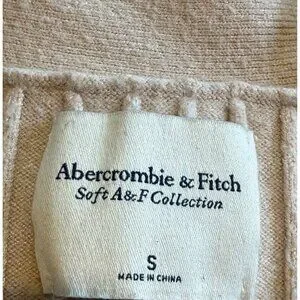 Abercrombie & Fitch
Soft A&F Collection
S
MADE IN CHINA